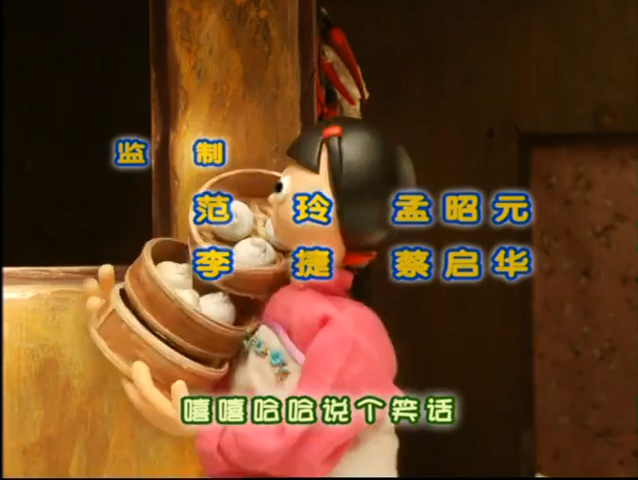 监 制
范 玲 孟昭元
李 捷 蔡启华
嘻嘻哈哈说个笑话